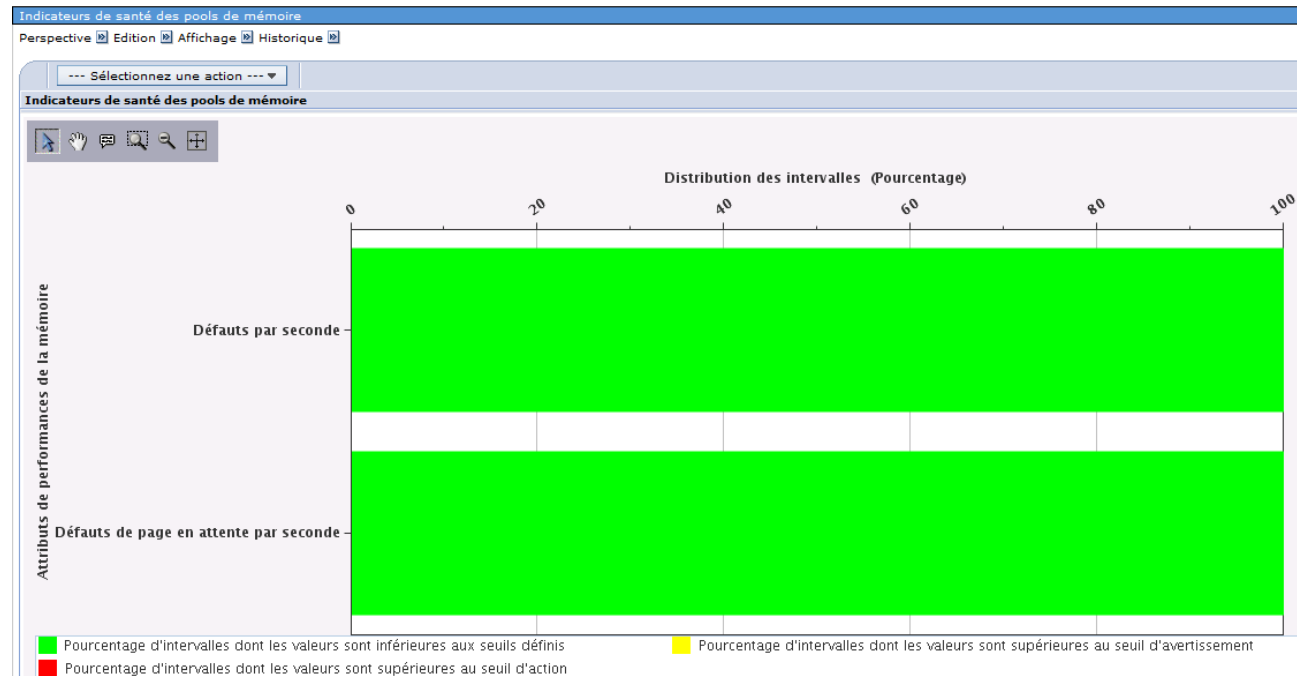 Indicateurs de santé des pools de mémoire
Perspective Edition Affichage Historique
--- Sélectionnez une action ---
Indicateurs de santé des pools de mémoire
Distribution des intervalles (Pourcentage)
0 20 40 60 80 100
Attributs de performances de la mémoire
Défauts par seconde
Défauts de page en attente par seconde
Pourcentage d'intervalles dont les valeurs sont inférieures aux seuils définis
Pourcentage d'intervalles dont les valeurs sont supérieures au seuil d'avertissement
Pourcentage d'intervalles dont les valeurs sont supérieures au seuil d'action